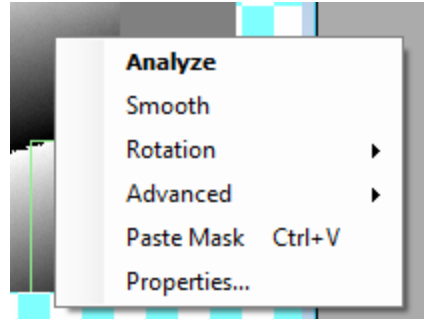 Analyze
Smooth
Rotation
Advanced
Paste Mask Ctrl+V
Properties...